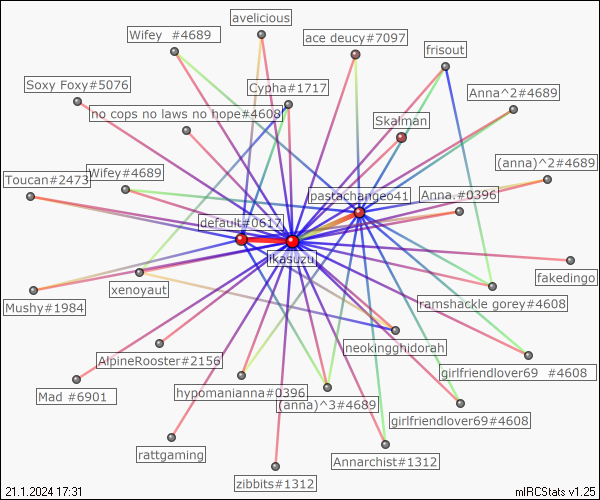 avelicious
Wifey  #4689
ace deucy#7097
frisout
Soxy Foxy#5076
Cypha#1717
Anna^2#4689
no cops no laws no hope#4608
Skalman
(anna)^2#4689
Toucan#2473
Wifey#4689
pastachangeo41
Anna.#0396
default#0617
ikasuzu
fakedingo
xenoyaut
Mushy#1984
ramshackle gorey#4608
neokingghidorah
AlpineRooster#2156
girlfriendlover69  #4608
Mad #6901
hypomanianna#0396
(anna)^3#4689
girlfriendlover69#4608
rattgaming
Annarchist#1312
zibbits#1312
21.1.2024 17:31
mIRCStats v1.25